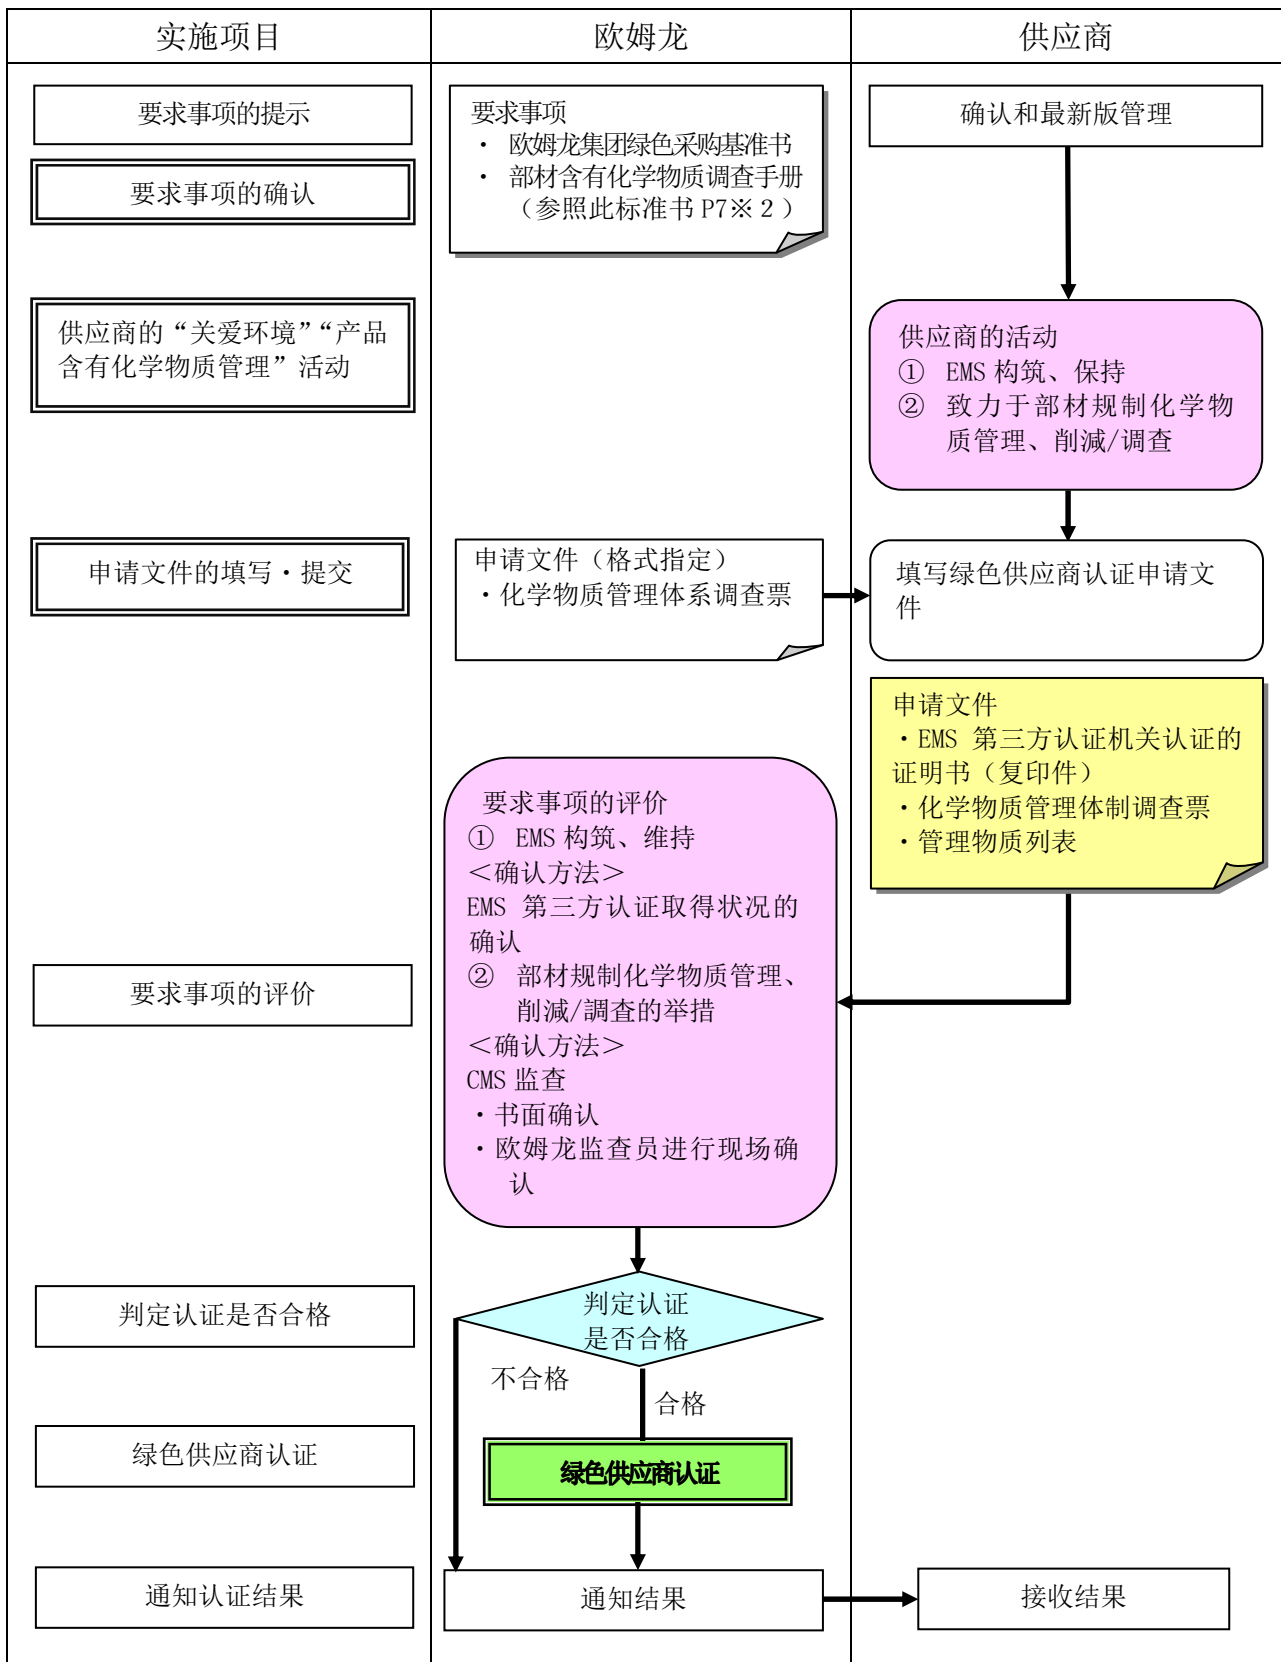 实施项目
欧姆龙
供应商
要求事项的提示
要求事项
・ 欧姆龙集团绿色采购基准书
・ 部材含有化学物质调查手册
（参照此标准书 P7※２）
确认和最新版管理
要求事项的确认
供应商的“关爱环境”“产品
含有化学物质管理”活动
供应商的活动
① EMS 构筑、保持
② 致力于部材规制化学物
质管理、削减/调查
申请文件的填写・提交
申请文件（格式指定）
・化学物质管理体系调查票
填写绿色供应商认证申请文
件
申请文件
・EMS 第三方认证机关认证的
证明书（复印件）
・化学物质管理体制调查票
・管理物质列表
要求事项的评价
① EMS 构筑、维持
＜确认方法＞
EMS 第三方认证取得状况的
确认
② 部材规制化学物质管理、
削减/調查的举措
＜确认方法＞
CMS 监查
・书面确认
・欧姆龙监查员进行现场确
认
要求事项的评价
判定认证是否合格
判定认证
是否合格
不合格
合格
绿色供应商认证
绿色供应商认证
通知认证结果
通知结果
接收结果